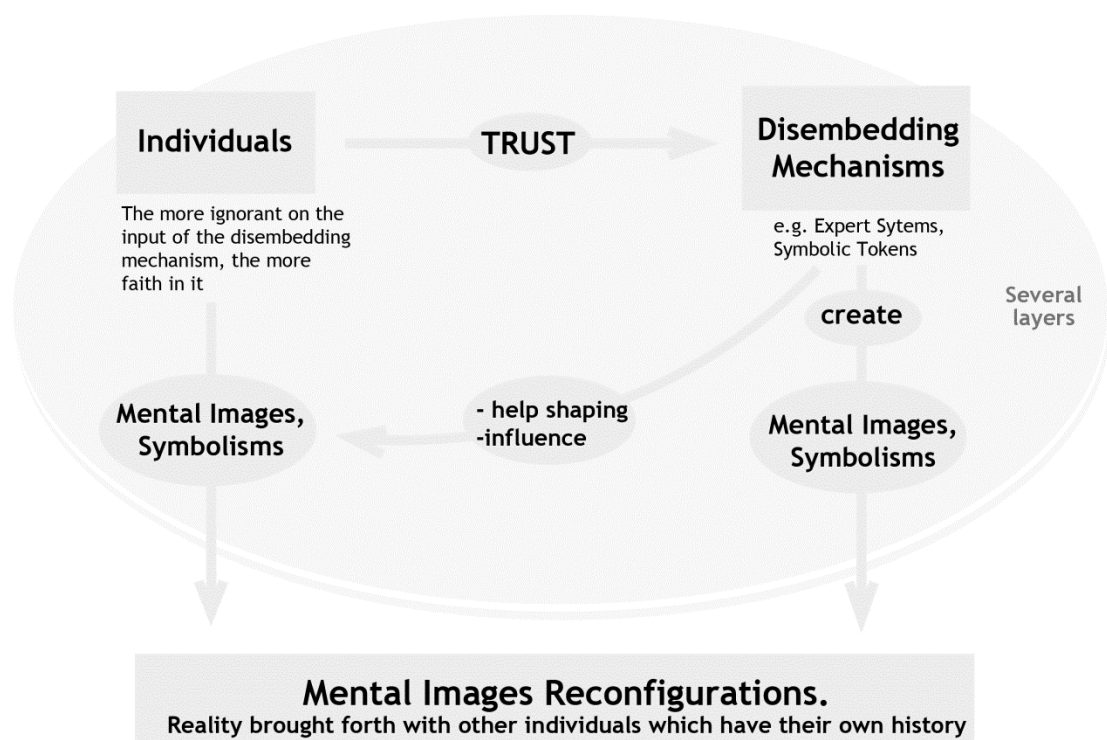 Individuals
TRUST
Disembedding
Mechanisms
The more ignorant on the
input of the disembedding
mechanism, the more
faith in it
e.g. Expert Sytems,
Symbolic Tokens
Several
layers
create
Mental Images,
Symbolisms
- help shaping
-influence
Mental Images,
Symbolisms
Mental Images Reconfigurations.
Reality brought forth with other individuals which have their own history